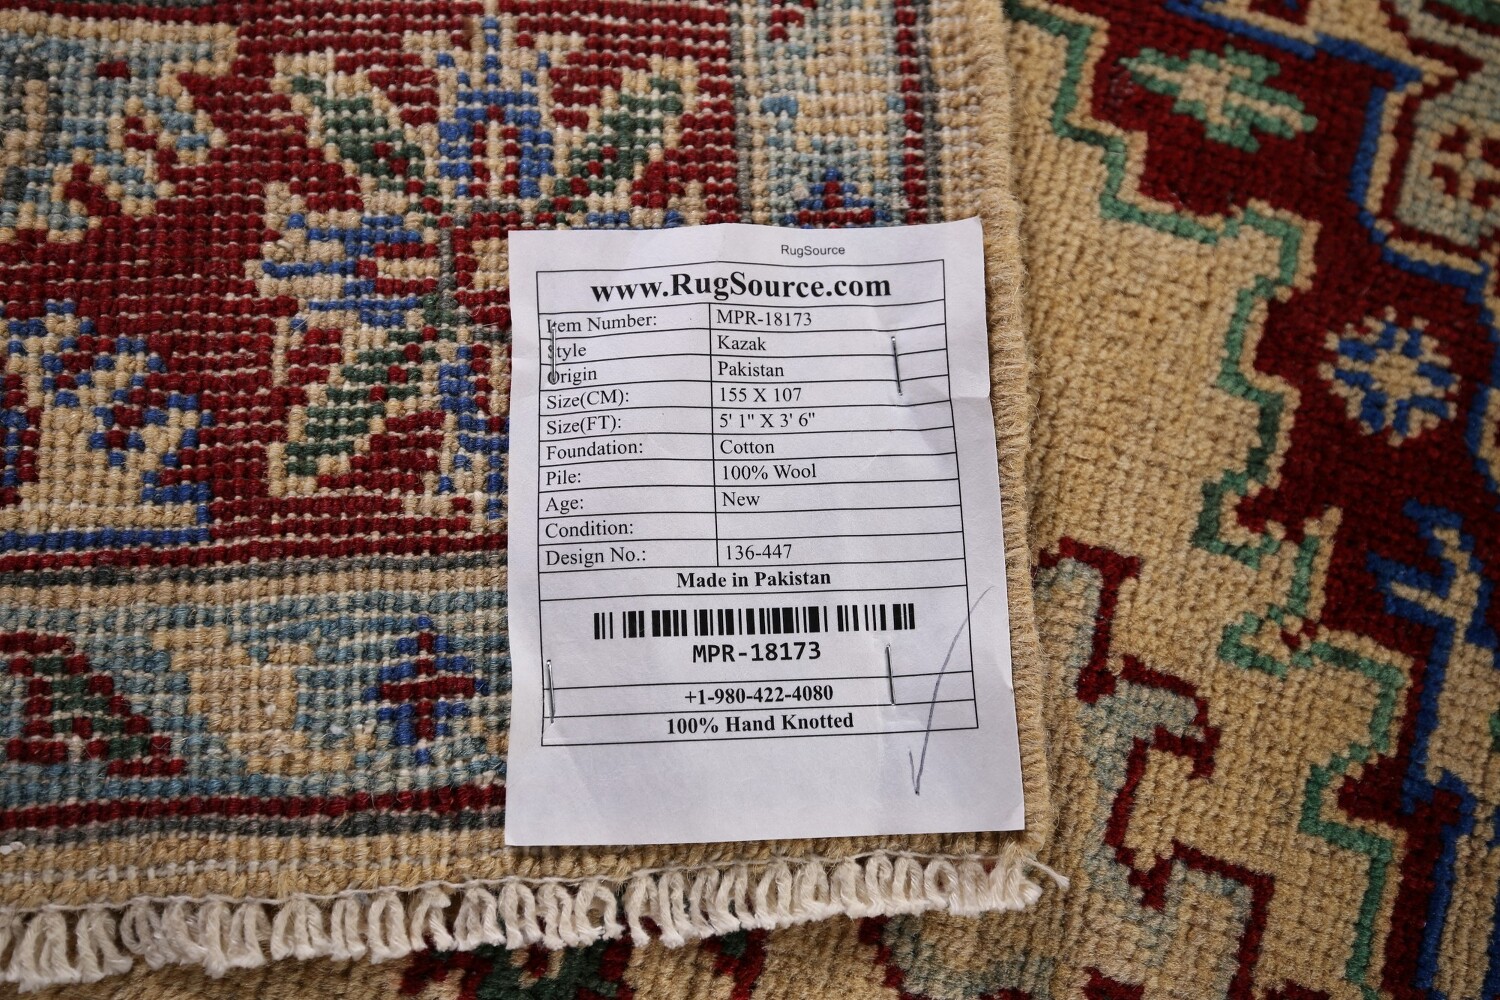 RugSource
www.RugSource.com
Item Number: MPR-18173
Style Kazak
Origin Pakistan
Size(CM): 155 X 107
Size(FT): 5' 1" X 3' 6"
Foundation: Cotton
Pile: 100% Wool
Age: New
Condition:
Design No.: 136-447
Made in Pakistan
MPR-18173
+1-980-422-4080
100% Hand Knotted